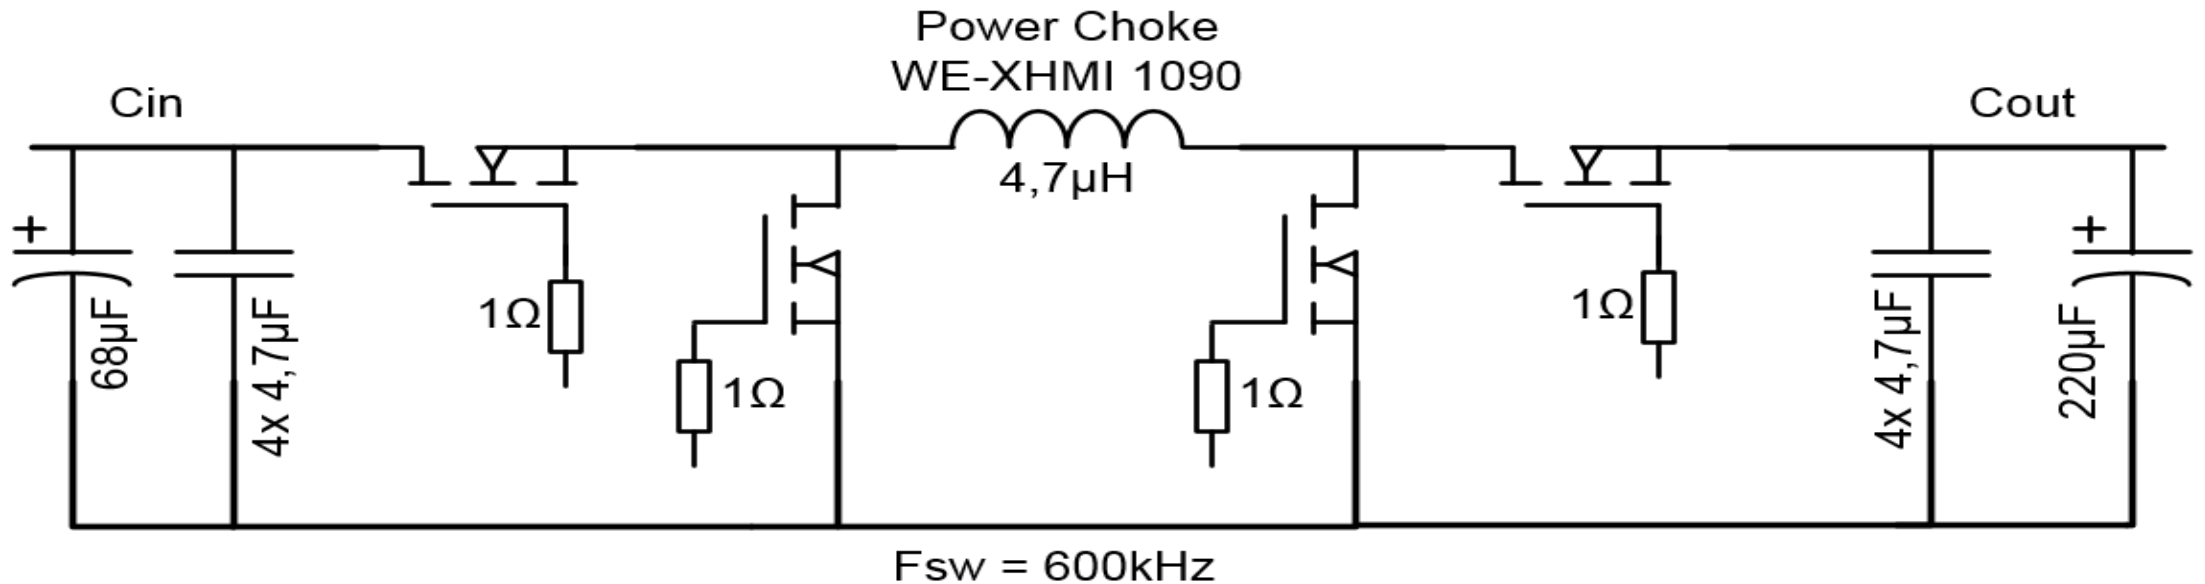 Power Choke
WE-XHMI 1090
Cin
Cout
4,7µH
+
+
68µF
4x 4,7µF
1Ω
1Ω
1Ω
1Ω
4x 4,7µF
220µF
Fsw = 600kHz